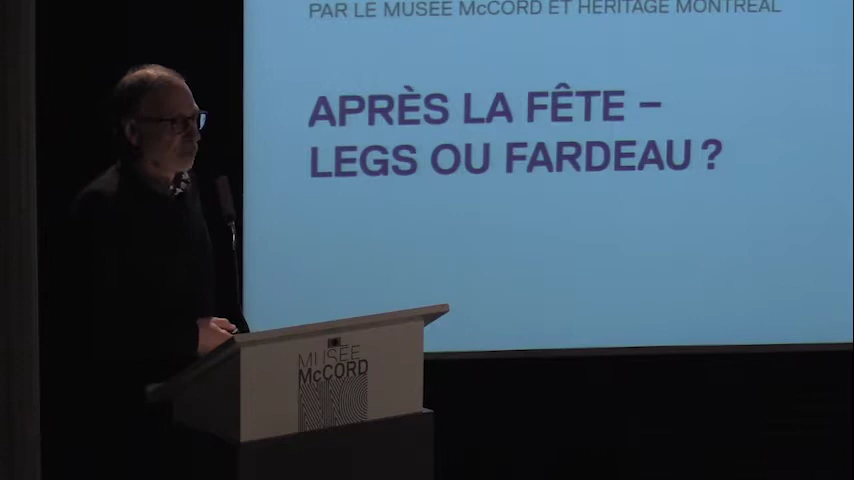 PAR LE MUSÉE McCORD ET HÉRITAGE MONTRÉAL
APRÈS LA FÊTE –
LEGS OU FARDEAU ?
MUSÉE
McCORD